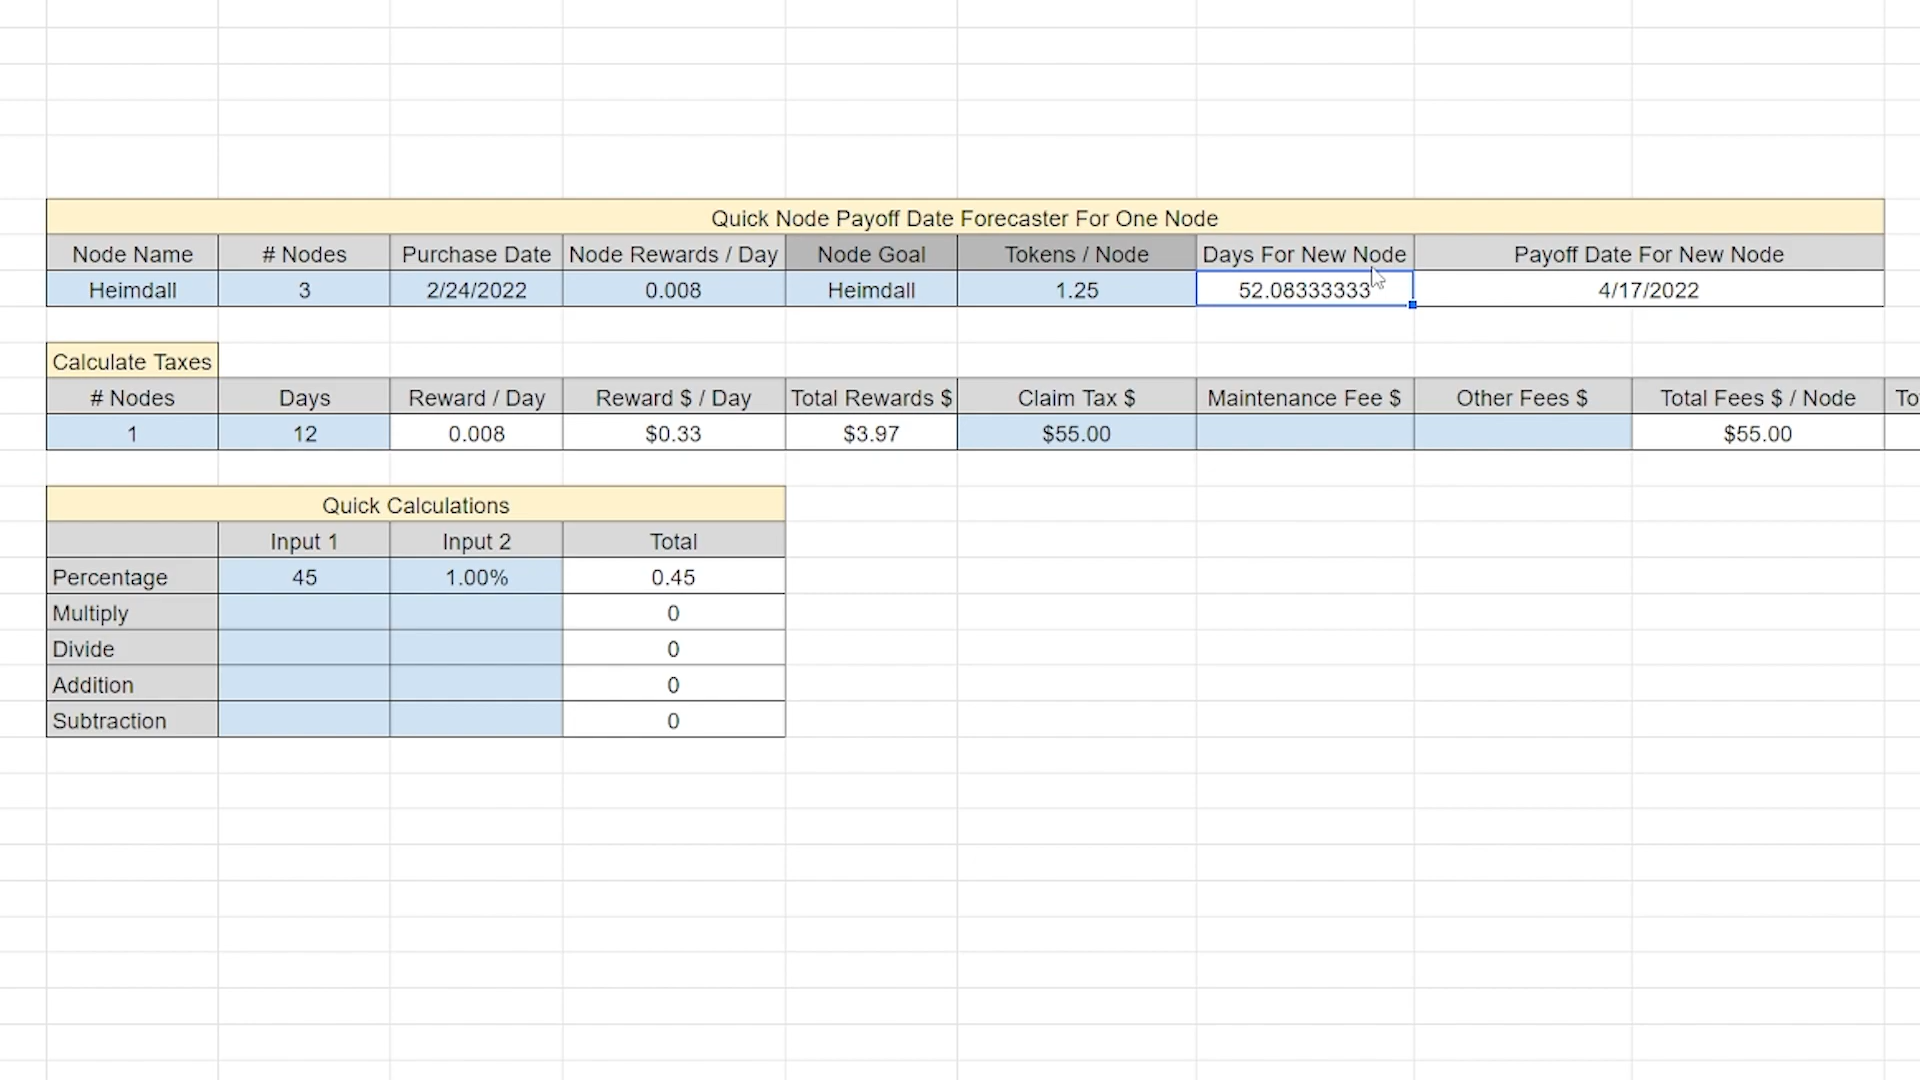 Quick Node Payoff Date Forecaster For One Node
Node Name # Nodes Purchase Date Node Rewards / Day Node Goal Tokens / Node Days For New Node Payoff Date For New Node
Heimdall 3 2/24/2022 0.008 Heimdall 1.25 52.08333333 4/17/2022
Calculate Taxes
# Nodes Days Reward / Day Reward $ / Day Total Rewards $ Claim Tax $ Maintenance Fee $ Other Fees $ Total Fees $ / Node To
1 12 0.008 $0.33 $3.97 $55.00 $55.00
Quick Calculations
Input 1 Input 2 Total
Percentage 45 1.00% 0.45
Multiply 0
Divide 0
Addition 0
Subtraction 0